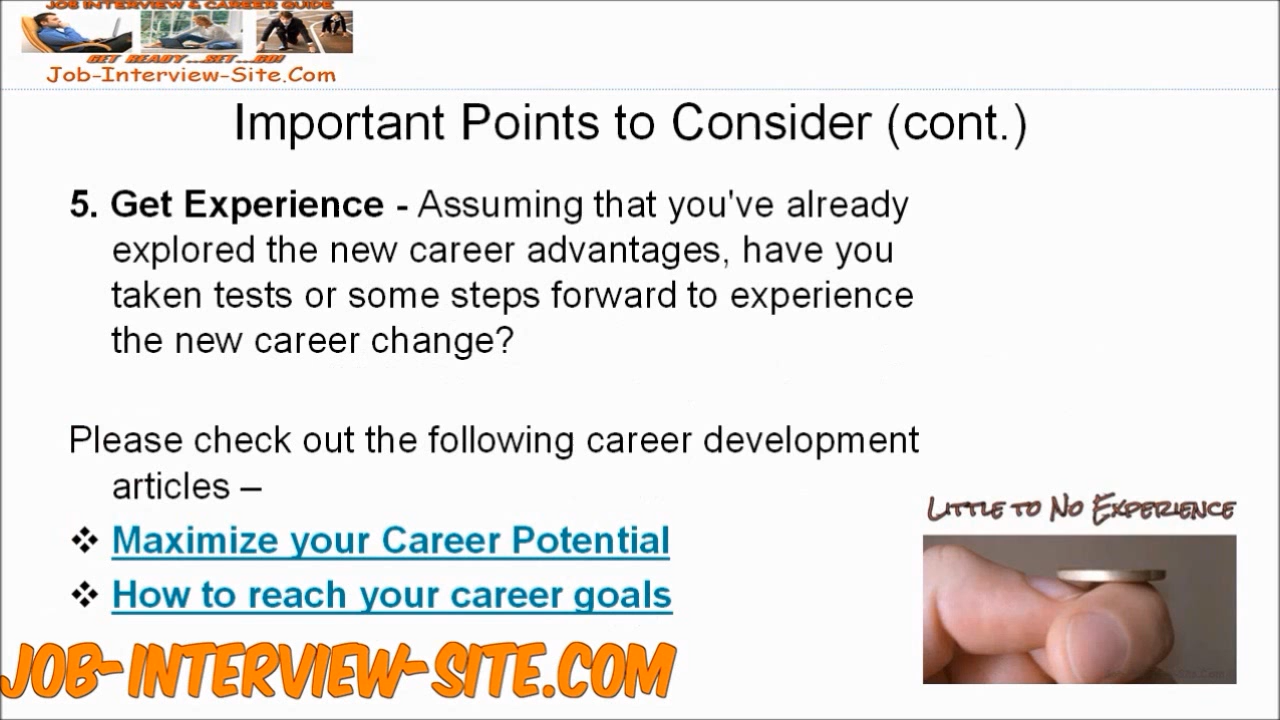 JOB INTERVIEW & CAREER GUIDE
GET READY...SET...GO!
Job-Interview-Site.Com
Important Points to Consider (cont.)
5. Get Experience - Assuming that you've already
explored the new career advantages, have you
taken tests or some steps forward to experience
the new career change?
Please check out the following career development
articles –
❖ Maximize your Career Potential
❖ How to reach your career goals
LITTLE TO NO EXPERIENCE
JOB-INTERVIEW-SITE.COM